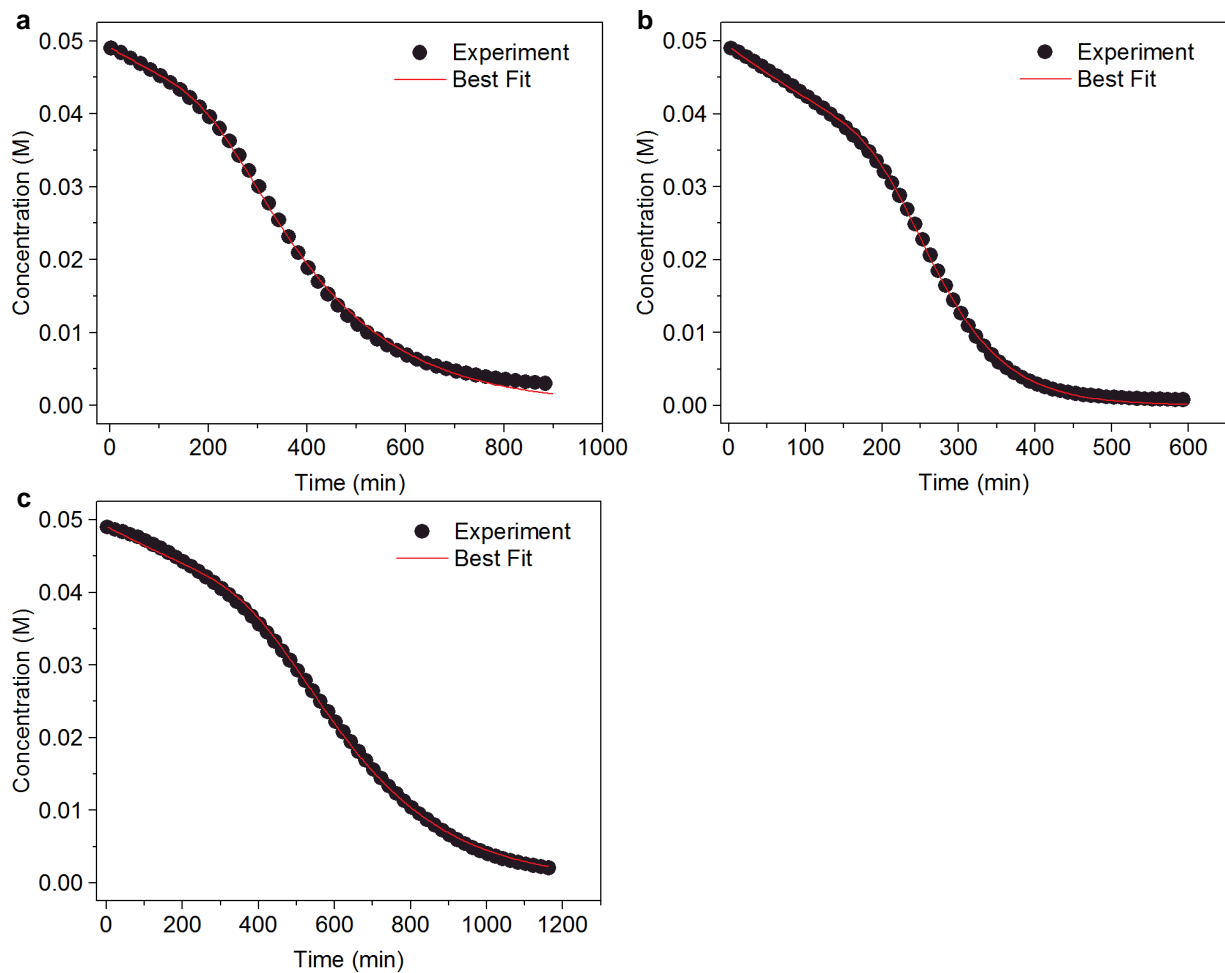 a
0.05
0.04
0.03
0.02
0.01
0.00
Concentration (M)
Experiment
Best Fit
0 200 400 600 800 1000
Time (min)
b
0.05
0.04
0.03
0.02
0.01
0.00
Concentration (M)
Experiment
Best Fit
0 100 200 300 400 500 600
Time (min)
c
0.05
0.04
0.03
0.02
0.01
0.00
Concentration (M)
Experiment
Best Fit
0 200 400 600 800 1000 1200
Time (min)